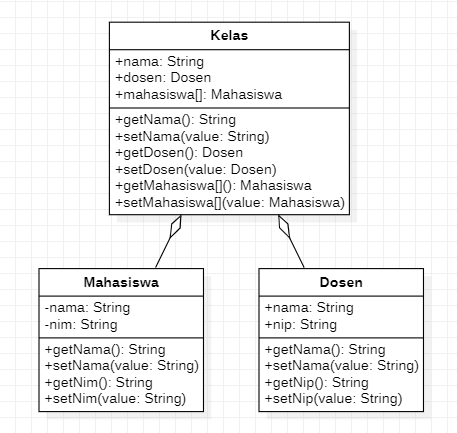 Kelas
+nama: String
+dosen: Dosen
+mahasiswa[]: Mahasiswa
+getNama(): String
+setNama(value: String)
+getDosen(): Dosen
+setDosen(value: Dosen)
+getMahasiswa[](): Mahasiswa
+setMahasiswa[](value: Mahasiswa)
Mahasiswa
-nama: String
-nim: String
+getNama(): String
+setNama(value: String)
+getNim(): String
+setNim(value: String)
Dosen
+nama: String
+nip: String
+getNama(): String
+setNama(value: String)
+getNip(): String
+setNip(value: String)